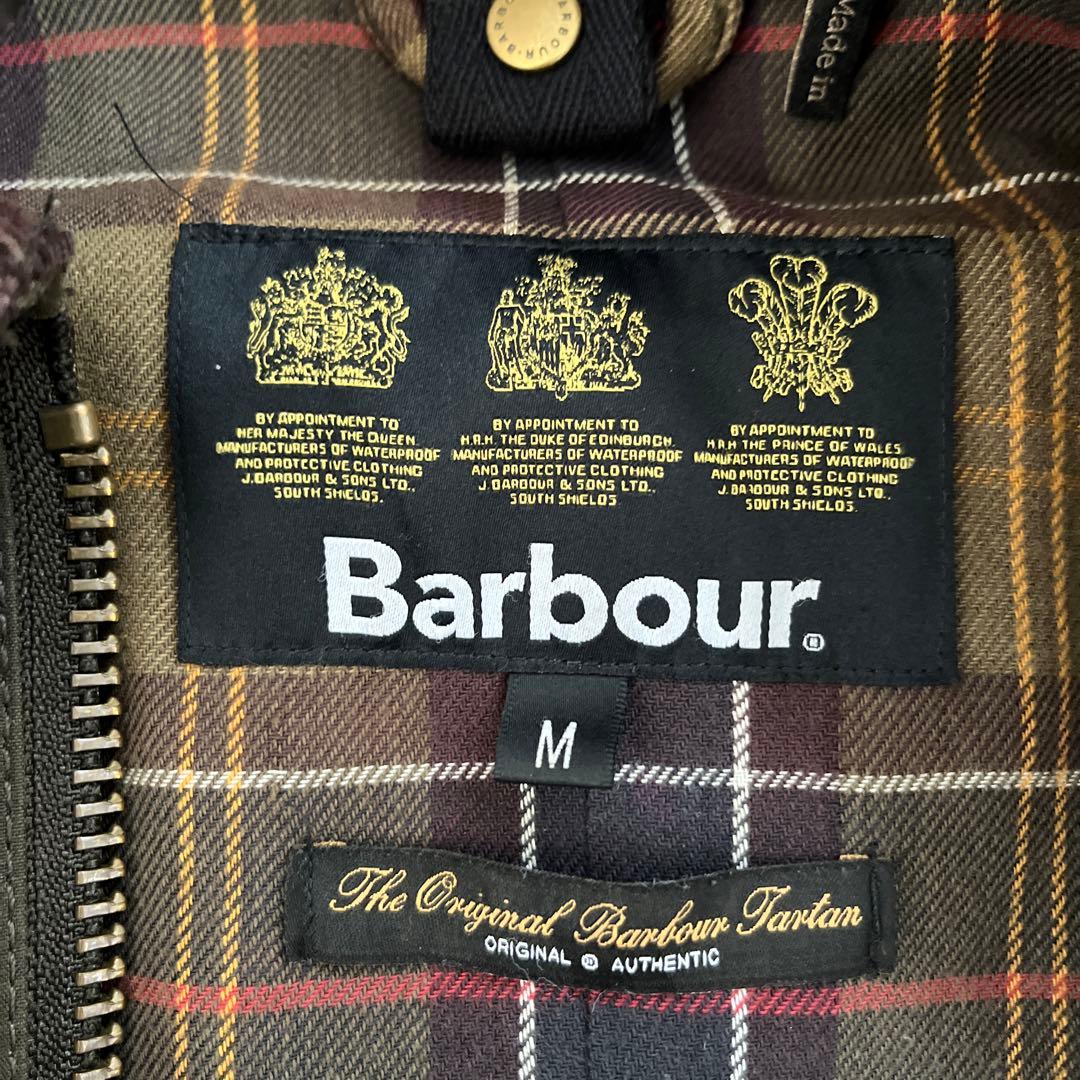 BARBOUR · BARBOUR
Made in
BY APPOINTMENT TO
HER MAJESTY THE QUEEN
MANUFACTURERS OF WATERPROOF
AND PROTECTIVE CLOTHING
J. BARBOUR & SONS LTD.,
SOUTH SHIELDS.
BY APPOINTMENT TO
H.R.H. THE DUKE OF EDINBURGH.
MANUFACTURERS OF WATERPROOF
AND PROTECTIVE CLOTHING
J. BARBOUR & SONS LTD.,
SOUTH SHIELDS.
BY APPOINTMENT TO
H.R.H THE PRINCE OF WALES
MANUFACTURERS OF WATERPROOF
AND PROTECTIVE CLOTHING
J. BARBOUR & SONS LTD.,
SOUTH SHIELDS.
Barbour®
M
The Original Barbour Tartan
ORIGINAL ® AUTHENTIC